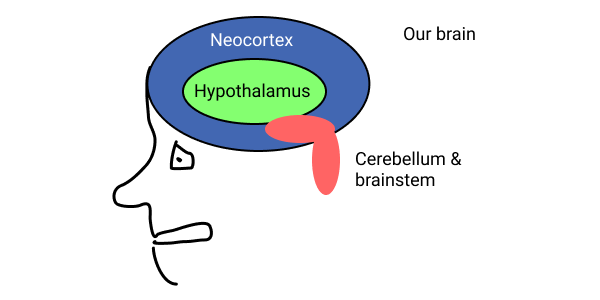 Our brain
Neocortex
Hypothalamus
Cerebellum &
brainstem